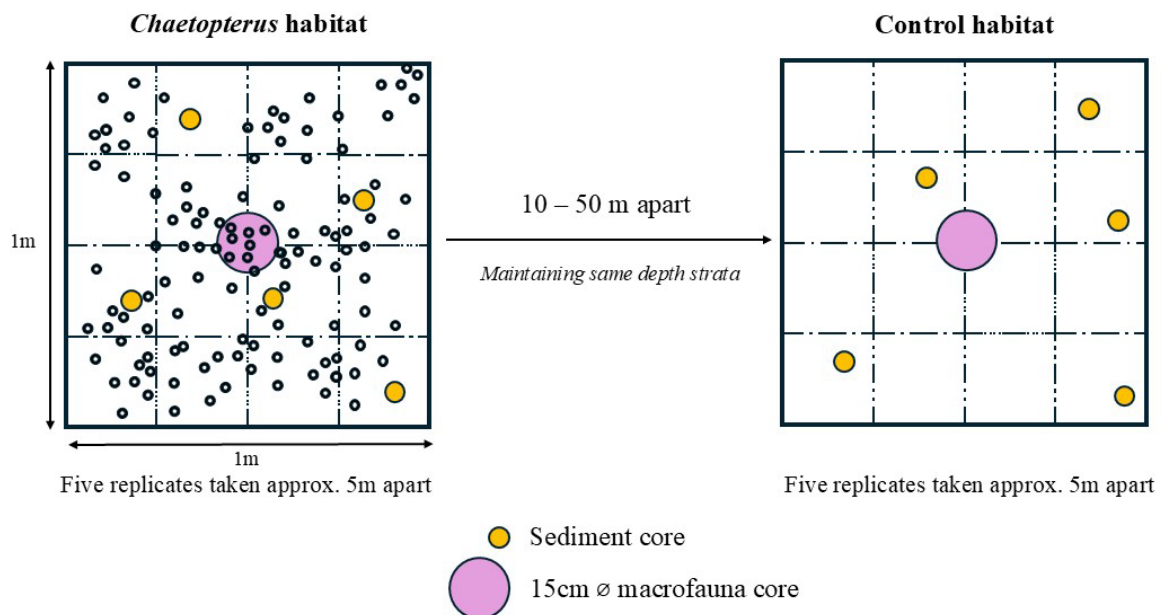 Chaetopterus habitat
Control habitat
1m
10 – 50 m apart
Maintaining same depth strata
1m
Five replicates taken approx. 5m apart
Five replicates taken approx. 5m apart
Sediment core
15cm ⌀ macrofauna core